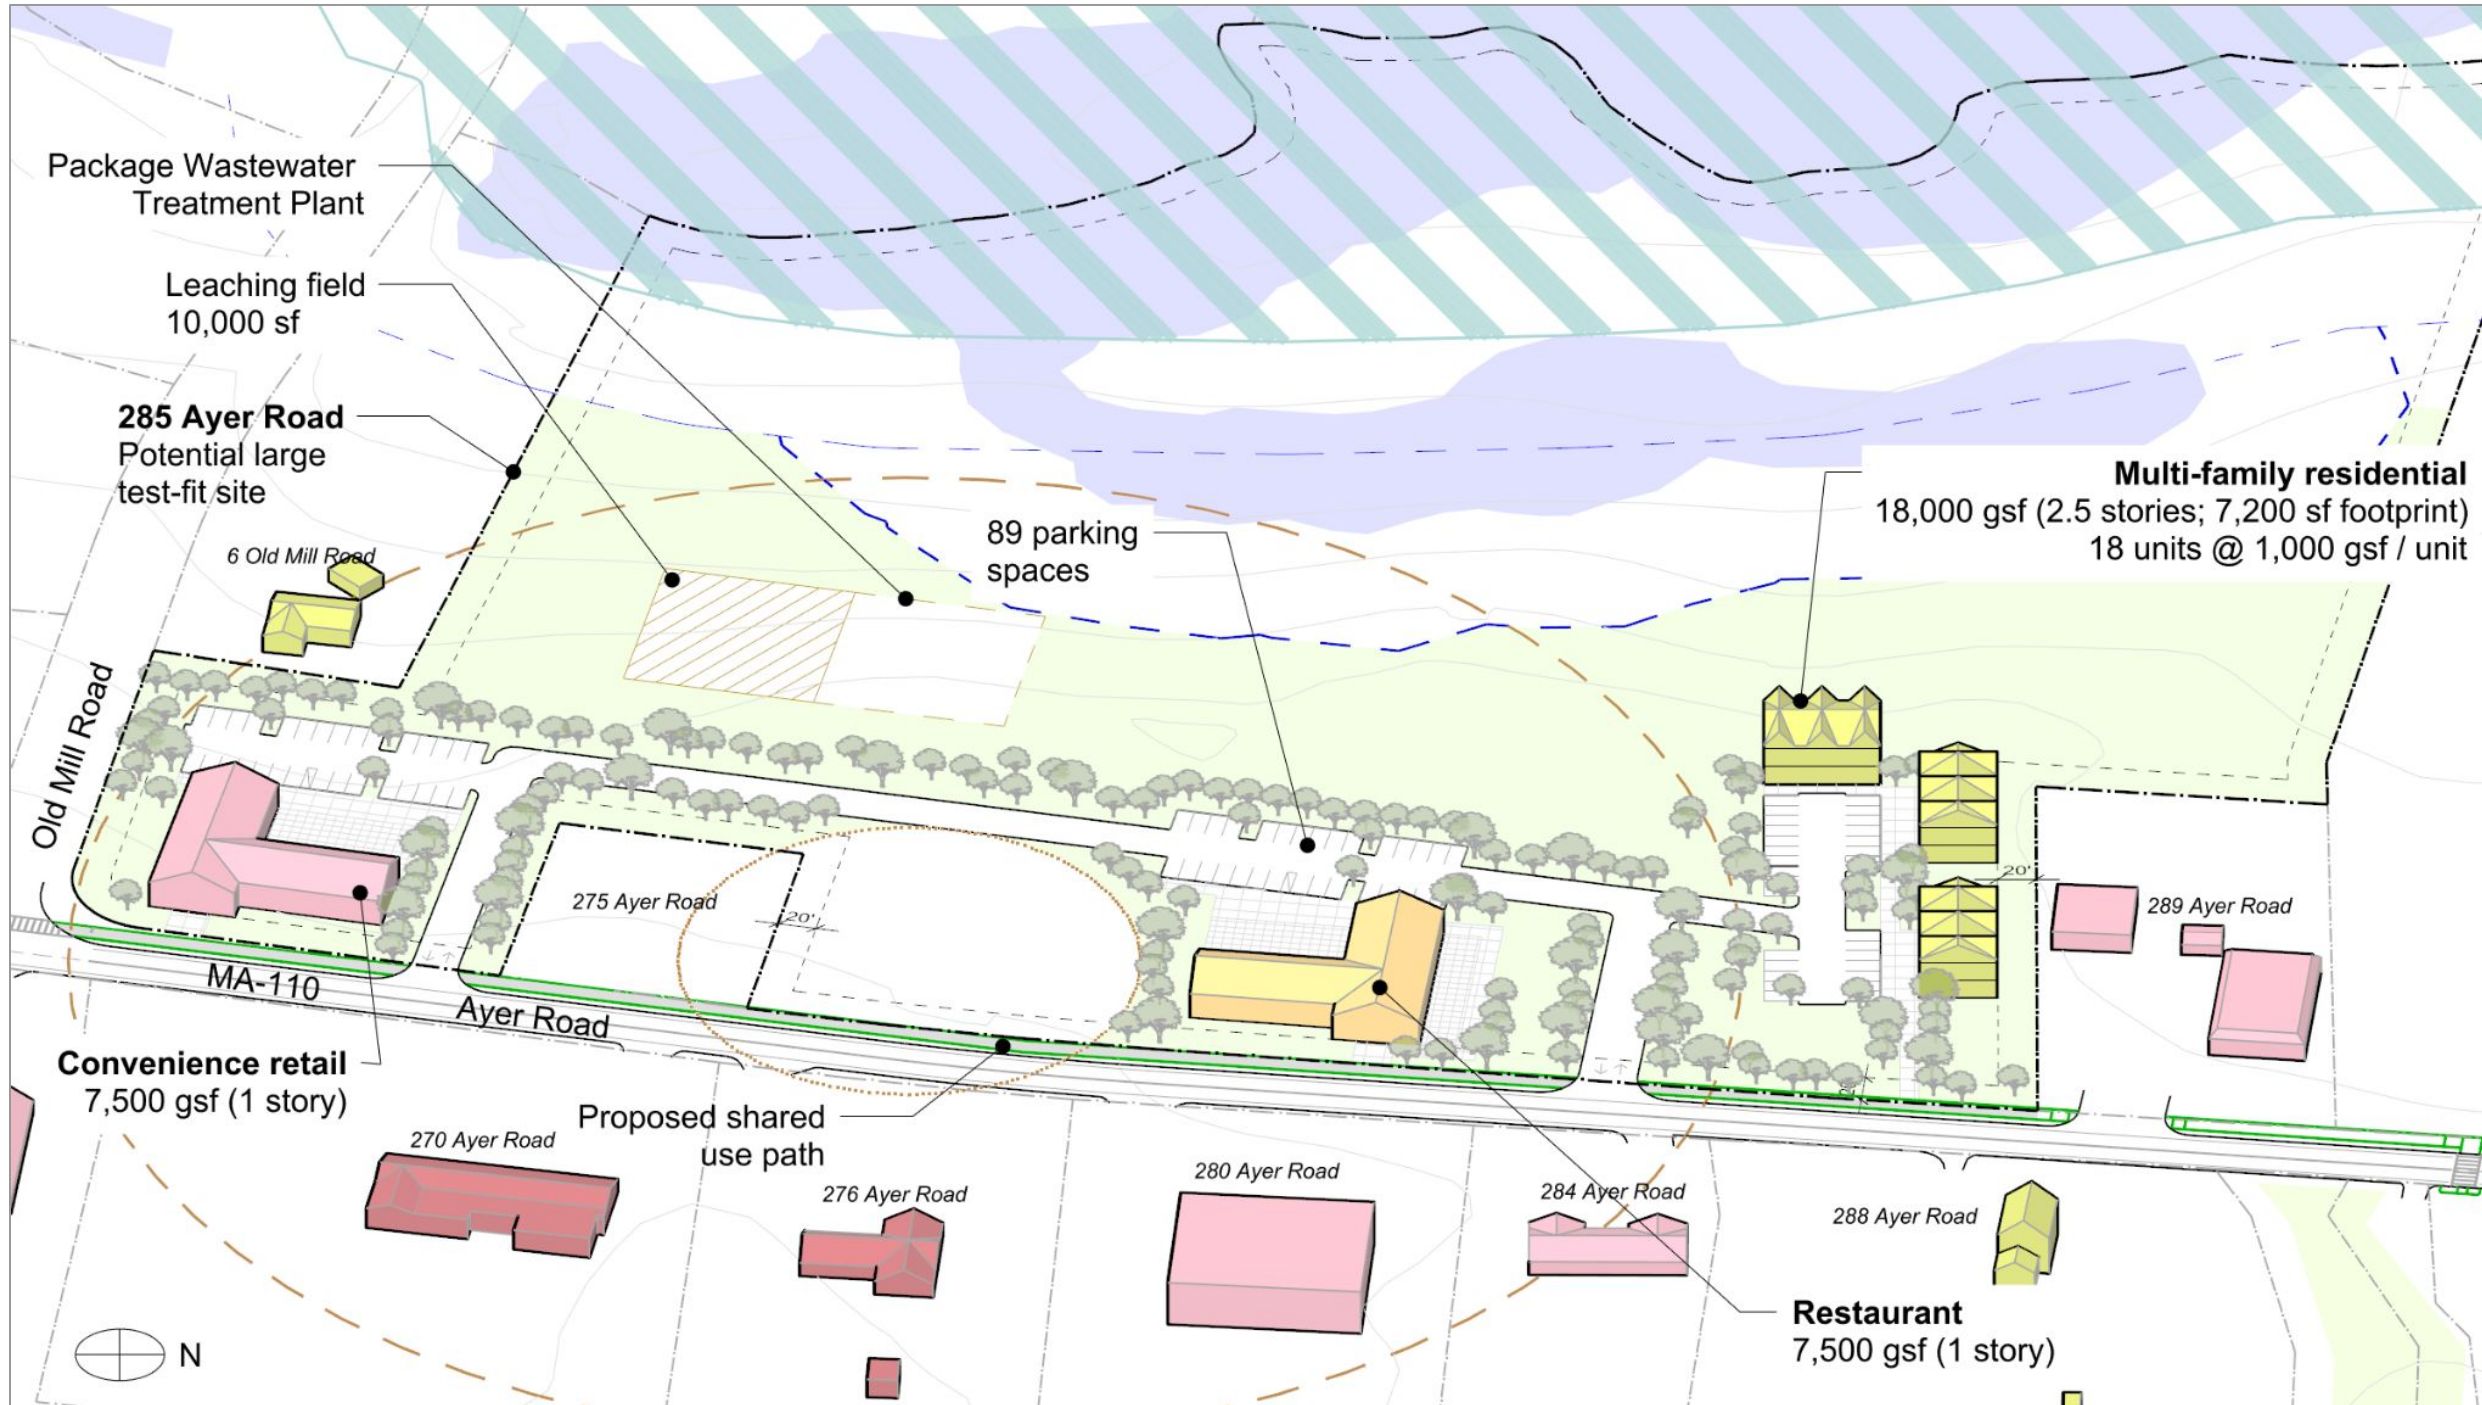 Package Wastewater
Treatment Plant
Leaching field
10,000 sf
285 Ayer Road
Potential large
test-fit site
6 Old Mill Road
89 parking
spaces
Multi-family residential
18,000 gsf (2.5 stories; 7,200 sf footprint)
18 units @ 1,000 gsf / unit
Old Mill Road
275 Ayer Road
20'
20'
289 Ayer Road
MA-110
Ayer Road
Convenience retail
7,500 gsf (1 story)
Proposed shared
use path
270 Ayer Road
276 Ayer Road
280 Ayer Road
284 Ayer Road
288 Ayer Road
Restaurant
7,500 gsf (1 story)
N